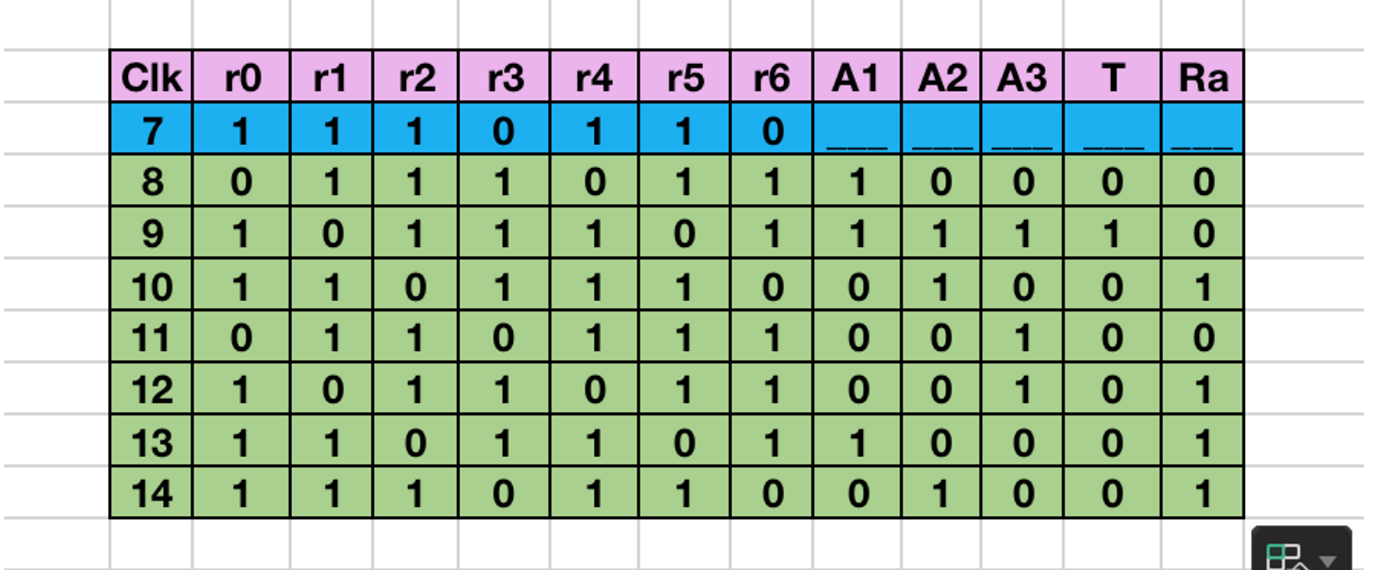 Clk r0 r1 r2 r3 r4 r5 r6 A1 A2 A3 T Ra
7 1 1 1 0 1 1 0 ___ ___ ___ ___ ___
8 0 1 1 1 0 1 1 1 0 0 0 0
9 1 0 1 1 1 0 1 1 1 1 1 0
10 1 1 0 1 1 1 0 0 1 0 0 1
11 0 1 1 0 1 1 1 0 0 1 0 0
12 1 0 1 1 0 1 1 0 0 1 0 1
13 1 1 0 1 1 0 1 1 0 0 0 1
14 1 1 1 0 1 1 0 0 1 0 0 1